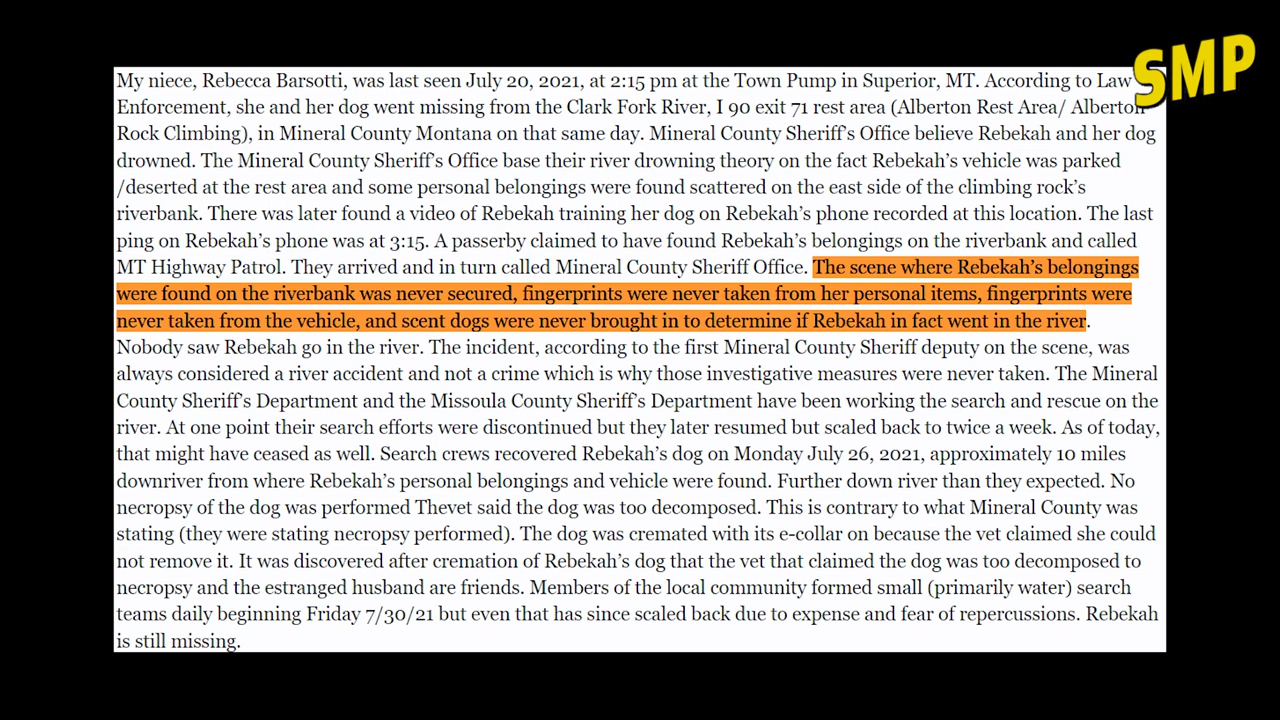 SMP
My niece, Rebecca Barsotti, was last seen July 20, 2021, at 2:15 pm at the Town Pump in Superior, MT. According to Law
Enforcement, she and her dog went missing from the Clark Fork River, I 90 exit 71 rest area (Alberton Rest Area/ Alberton
Rock Climbing), in Mineral County Montana on that same day. Mineral County Sheriff's Office believe Rebekah and her dog
drowned. The Mineral County Sheriff's Office base their river drowning theory on the fact Rebekah's vehicle was parked
/deserted at the rest area and some personal belongings were found scattered on the east side of the climbing rock's
riverbank. There was later found a video of Rebekah training her dog on Rebekah's phone recorded at this location. The last
ping on Rebekah's phone was at 3:15. A passerby claimed to have found Rebekah's belongings on the riverbank and called
MT Highway Patrol. They arrived and in turn called Mineral County Sheriff Office. The scene where Rebekah's belongings
were found on the riverbank was never secured, fingerprints were never taken from her personal items, fingerprints were
never taken from the vehicle, and scent dogs were never brought in to determine if Rebekah in fact went in the river.
Nobody saw Rebekah go in the river. The incident, according to the first Mineral County Sheriff deputy on the scene, was
always considered a river accident and not a crime which is why those investigative measures were never taken. The Mineral
County Sheriff's Department and the Missoula County Sheriff's Department have been working the search and rescue on the
river. At one point their search efforts were discontinued but they later resumed but scaled back to twice a week. As of today,
that might have ceased as well. Search crews recovered Rebekah's dog on Monday July 26, 2021, approximately 10 miles
downriver from where Rebekah's personal belongings and vehicle were found. Further down river than they expected. No
necropsy of the dog was performed Thevet said the dog was too decomposed. This is contrary to what Mineral County was
stating (they were stating necropsy performed). The dog was cremated with its e-collar on because the vet claimed she could
not remove it. It was discovered after cremation of Rebekah's dog that the vet that claimed the dog was too decomposed to
necropsy and the estranged husband are friends. Members of the local community formed small (primarily water) search
teams daily beginning Friday 7/30/21 but even that has since scaled back due to expense and fear of repercussions. Rebekah
is still missing.